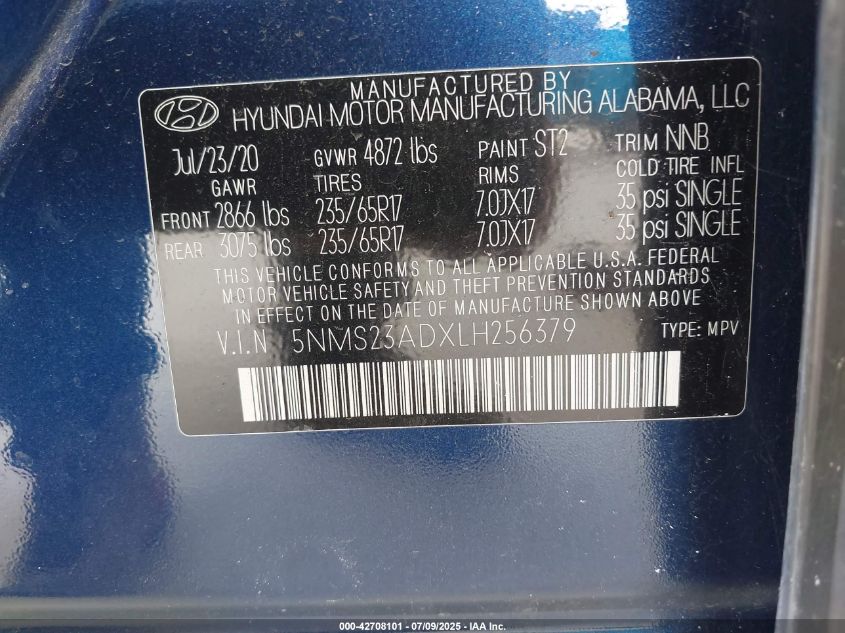 MANUFACTURED BY
HYUNDAI MOTOR MANUFACTURING ALABAMA, LLC
Jul/23/20 GVWR 4872 lbs PAINT ST2 TRIM NNB
GAWR TIRES RIMS COLD TIRE INFL
FRONT 2866 lbs 235/65R17 7.0JX17 35 psi SINGLE
REAR 3075 lbs 235/65R17 7.0JX17 35 psi SINGLE
THIS VEHICLE CONFORMS TO ALL APPLICABLE U.S.A. FEDERAL
MOTOR VEHICLE SAFETY AND THEFT PREVENTION STANDARDS
IN EFFECT ON THE DATE OF MANUFACTURE SHOWN ABOVE
V.I.N 5NMS23ADXLH256379 TYPE: MPV
000-42708101 - 07/09/2025 - IAA Inc.